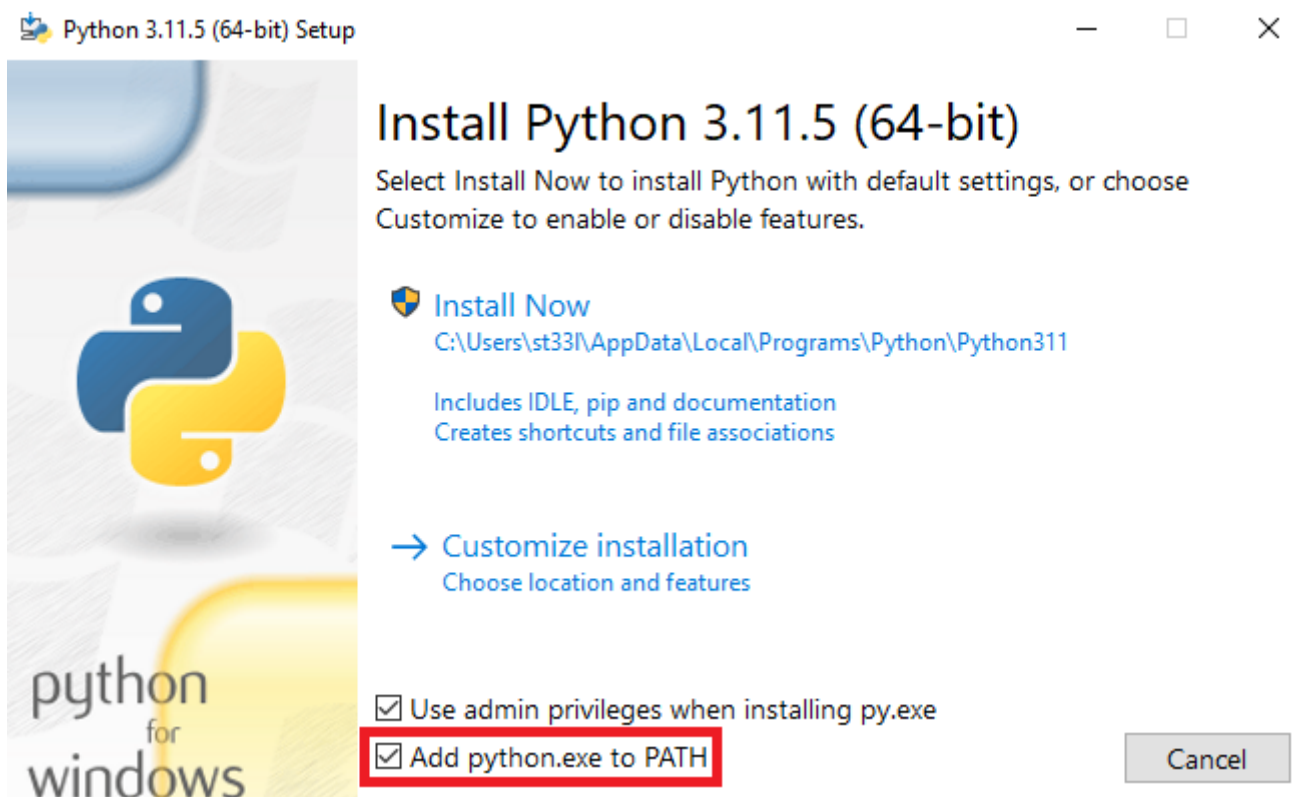 Python 3.11.5 (64-bit) Setup
Install Python 3.11.5 (64-bit)
Select Install Now to install Python with default settings, or choose
Customize to enable or disable features.
Install Now
C:\Users\st33l\AppData\Local\Programs\Python\Python311
Includes IDLE, pip and documentation
Creates shortcuts and file associations
Customize installation
Choose location and features
python
for
windows
Use admin privileges when installing py.exe
Add python.exe to PATH
Cancel